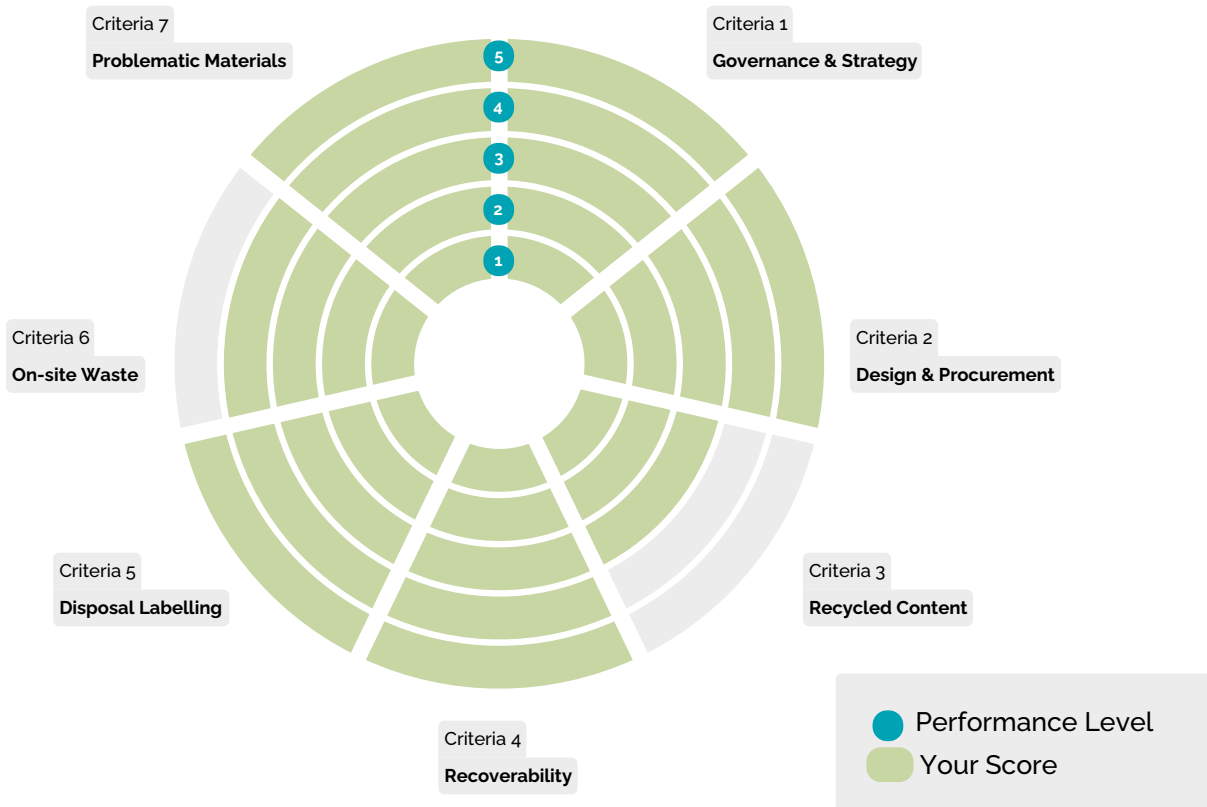 Criteria 7
Problematic Materials
Criteria 1
Governance & Strategy
5
4
3
2
1
Criteria 6
On-site Waste
Criteria 2
Design & Procurement
Criteria 5
Disposal Labelling
Criteria 3
Recycled Content
Criteria 4
Recoverability
Performance Level
Your Score